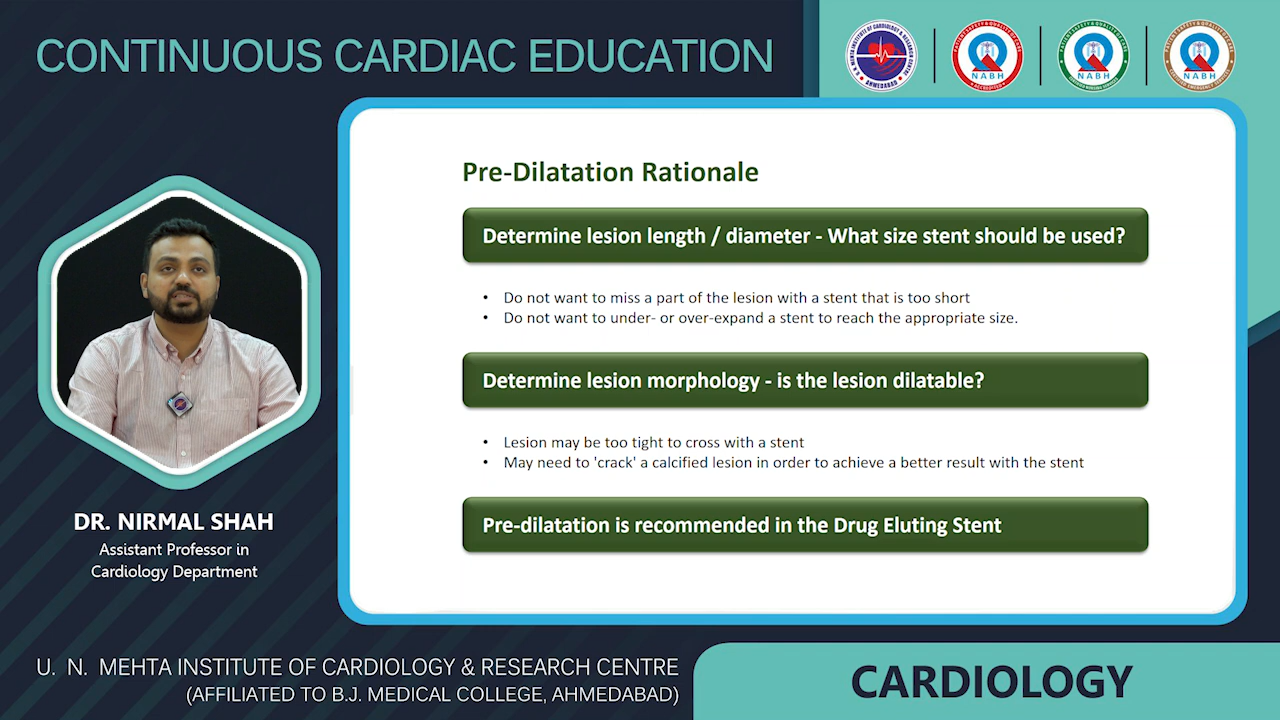 CONTINUOUS CARDIAC EDUCATION
NABH
NABH
NABH
AHMEDABAD
Pre-Dilatation Rationale
Determine lesion length / diameter - What size stent should be used?
• Do not want to miss a part of the lesion with a stent that is too short
• Do not want to under- or over-expand a stent to reach the appropriate size.
Determine lesion morphology - is the lesion dilatable?
• Lesion may be too tight to cross with a stent
• May need to 'crack' a calcified lesion in order to achieve a better result with the stent
Pre-dilatation is recommended in the Drug Eluting Stent
DR. NIRMAL SHAH
Assistant Professor in
Cardiology Department
U. N. MEHTA INSTITUTE OF CARDIOLOGY & RESEARCH CENTRE
(AFFILIATED TO B.J. MEDICAL COLLEGE, AHMEDABAD)
CARDIOLOGY